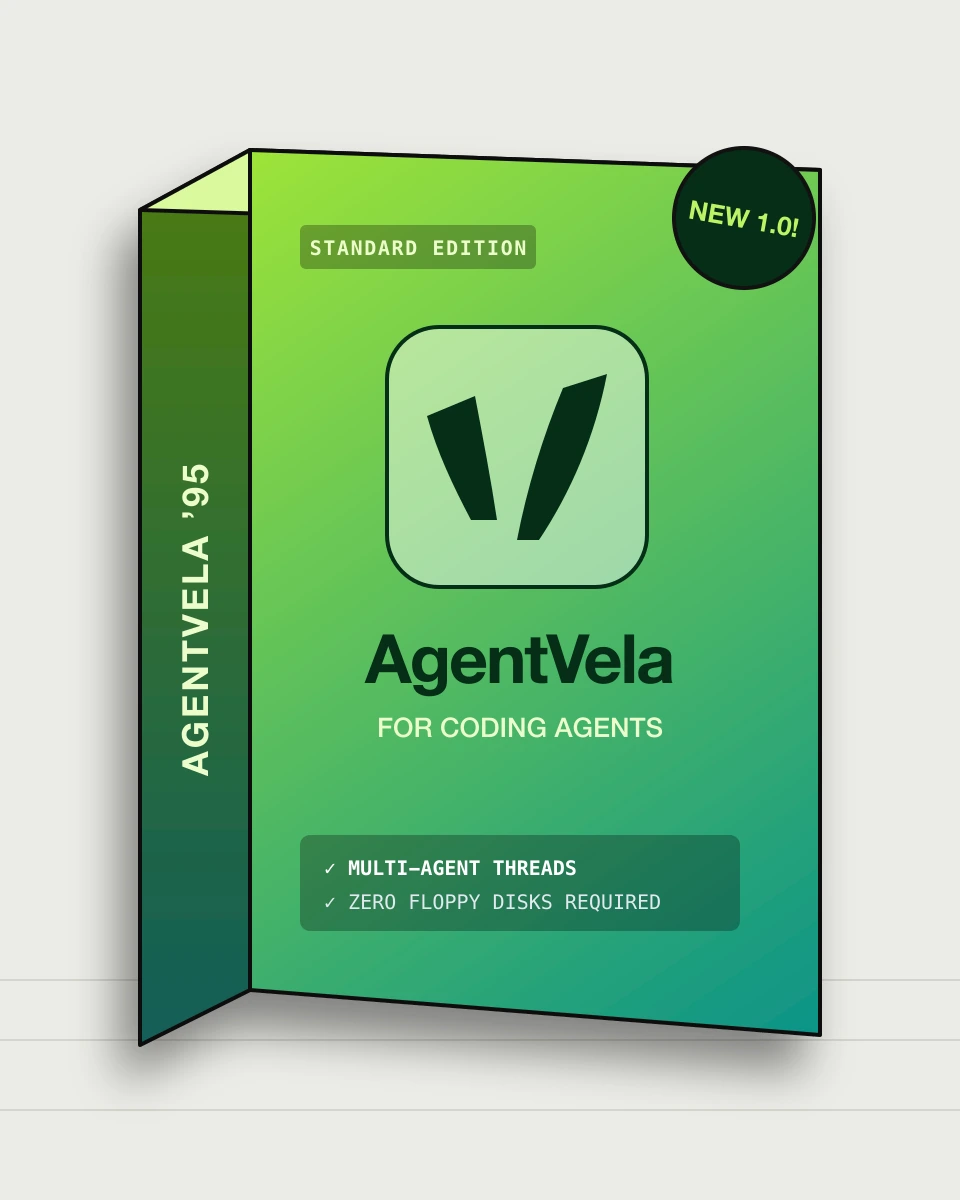 NEW 1.0!
STANDARD EDITION
AGENTVELA ’95
AgentVela
FOR CODING AGENTS
✓ MULTI–AGENT THREADS
✓ ZERO FLOPPY DISKS REQUIRED